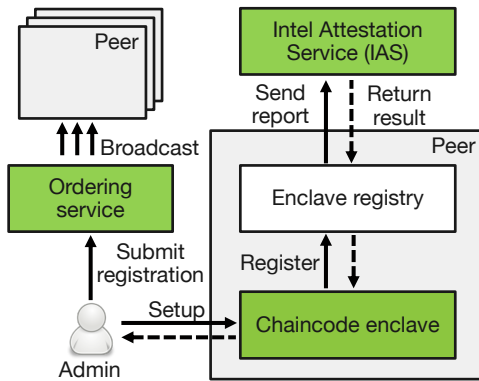 Peer
Intel Attestation
Service (IAS)
Send
report
Return
result
Broadcast
Peer
Ordering
service
Enclave registry
Submit
registration
Register
Setup
Chaincode enclave
Admin